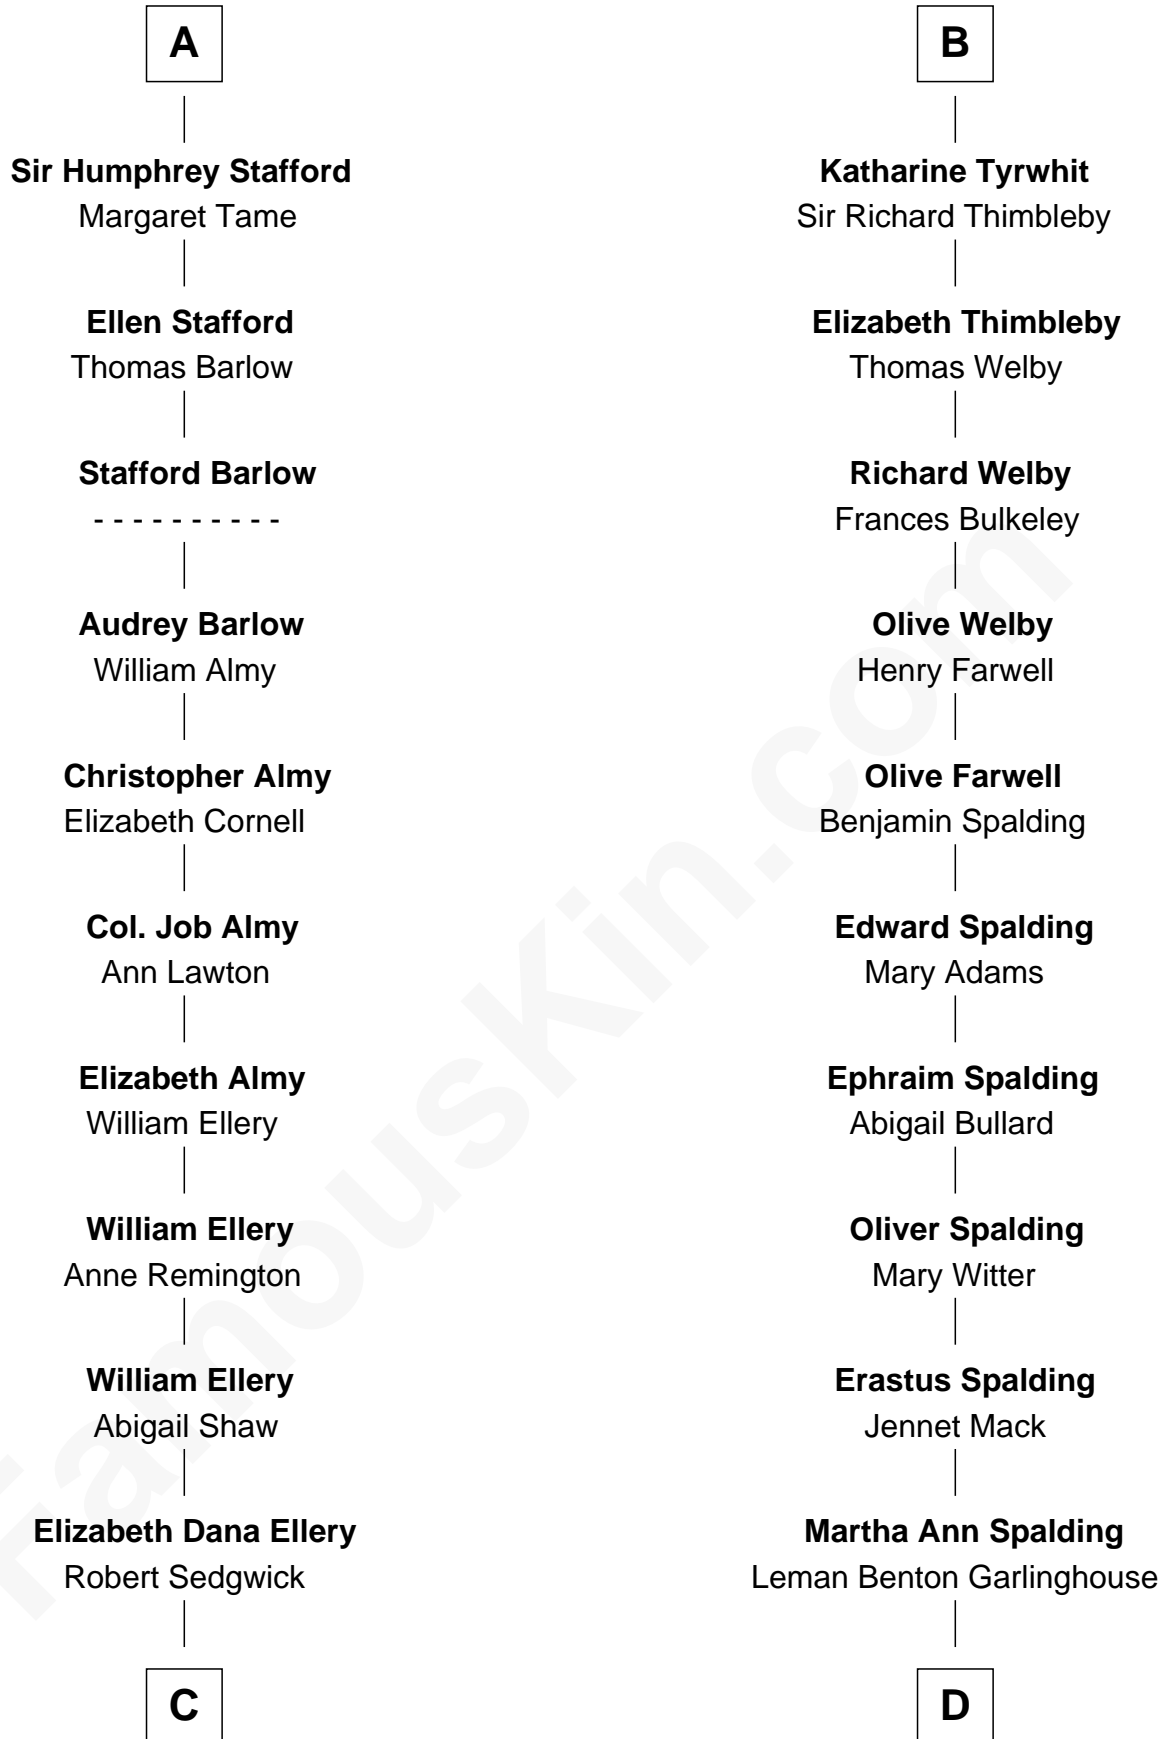 A
Sir Humphrey Stafford
Margaret Tame
Ellen Stafford
Thomas Barlow
Stafford Barlow
- - - - - - - - - -
Audrey Barlow
William Almy
Christopher Almy
Elizabeth Cornell
Col. Job Almy
Ann Lawton
Elizabeth Almy
William Ellery
William Ellery
Anne Remington
William Ellery
Abigail Shaw
Elizabeth Dana Ellery
Robert Sedgwick
C
B
Katharine Tyrwhit
Sir Richard Thimbleby
Elizabeth Thimbleby
Thomas Welby
Richard Welby
Frances Bulkeley
Olive Welby
Henry Farwell
Olive Farwell
Benjamin Spalding
Edward Spalding
Mary Adams
Ephraim Spalding
Abigail Bullard
Oliver Spalding
Mary Witter
Erastus Spalding
Jennet Mack
Martha Ann Spalding
Leman Benton Garlinghouse
D
FamousKin.com